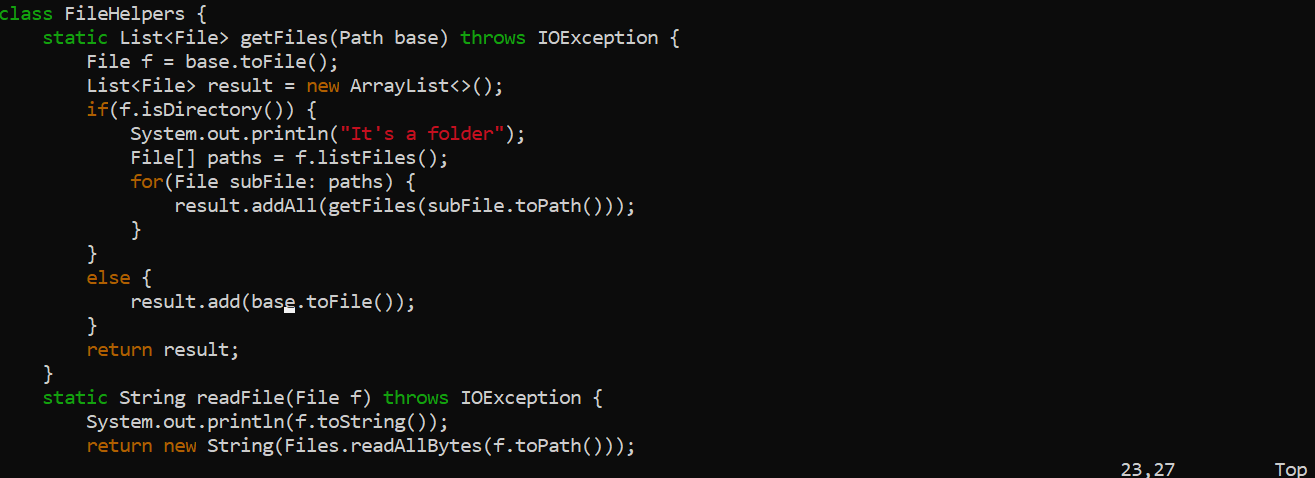 class FileHelpers {
    static List<File> getFiles(Path base) throws IOException {
        File f = base.toFile();
        List<File> result = new ArrayList<>();
        if(f.isDirectory()) {
            System.out.println("It's a folder");
            File[] paths = f.listFiles();
            for(File subFile: paths) {
                result.addAll(getFiles(subFile.toPath()));
            }
        }
        else {
            result.add(base.toFile());
        }
        return result;
    }
    static String readFile(File f) throws IOException {
        System.out.println(f.toString());
        return new String(Files.readAllBytes(f.toPath()));
23,27 Top